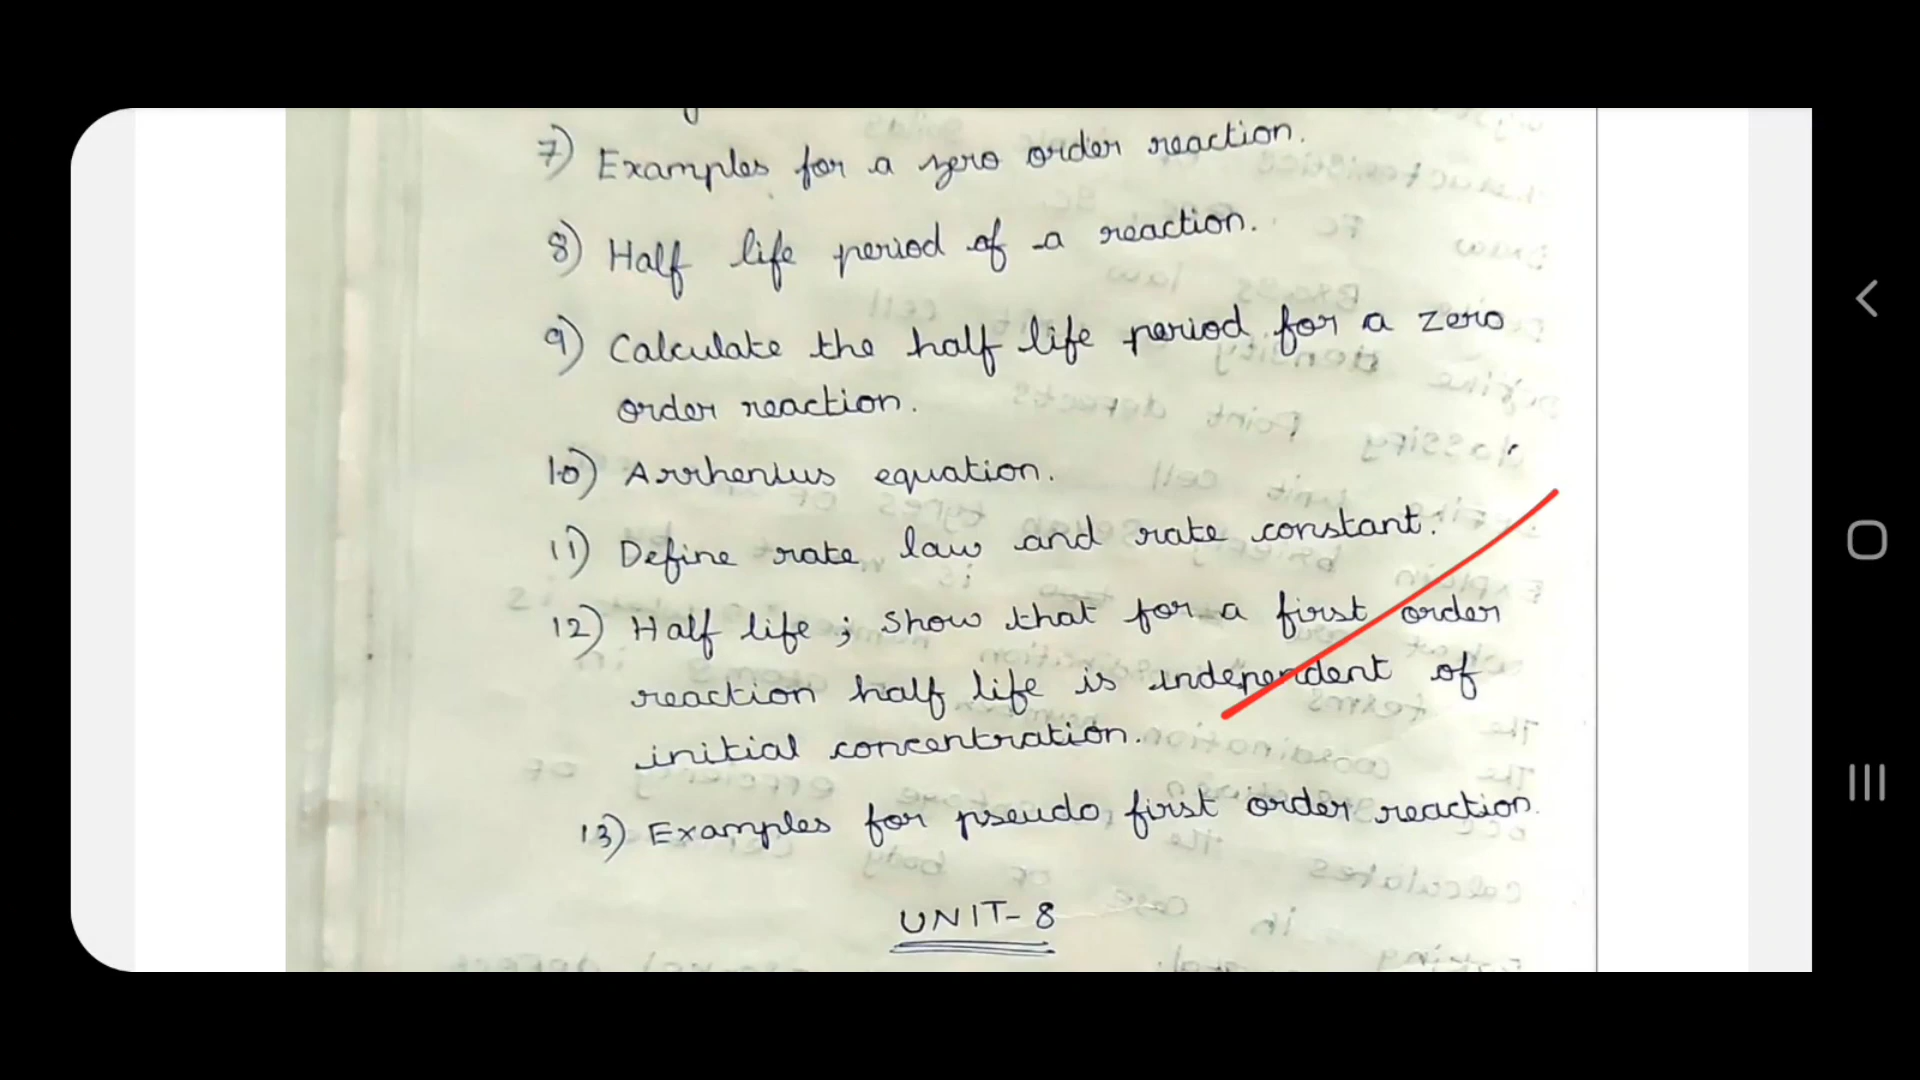 7) Examples for a zero order reaction.
8) Half life period of a reaction.
9) Calculate the half life period for a zero
order reaction.
10) Arrhenius equation.
11) Define rate law and rate constant.
12) Half life ; Show that for a first order
reaction half life is independent of
initial concentration.
13) Examples for pseudo first order reaction.
UNIT-8